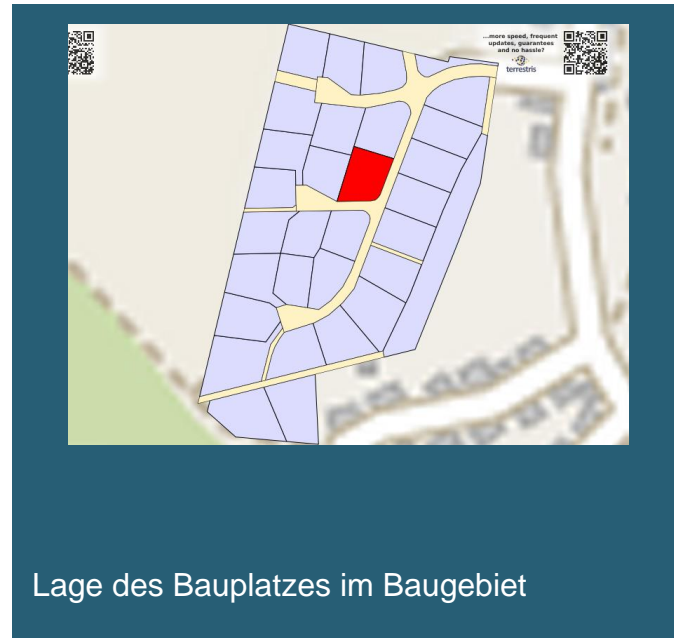 ...more speed, frequent
updates, guarantees
and no hassle?
terrestris
Lage des Bauplatzes im Baugebiet